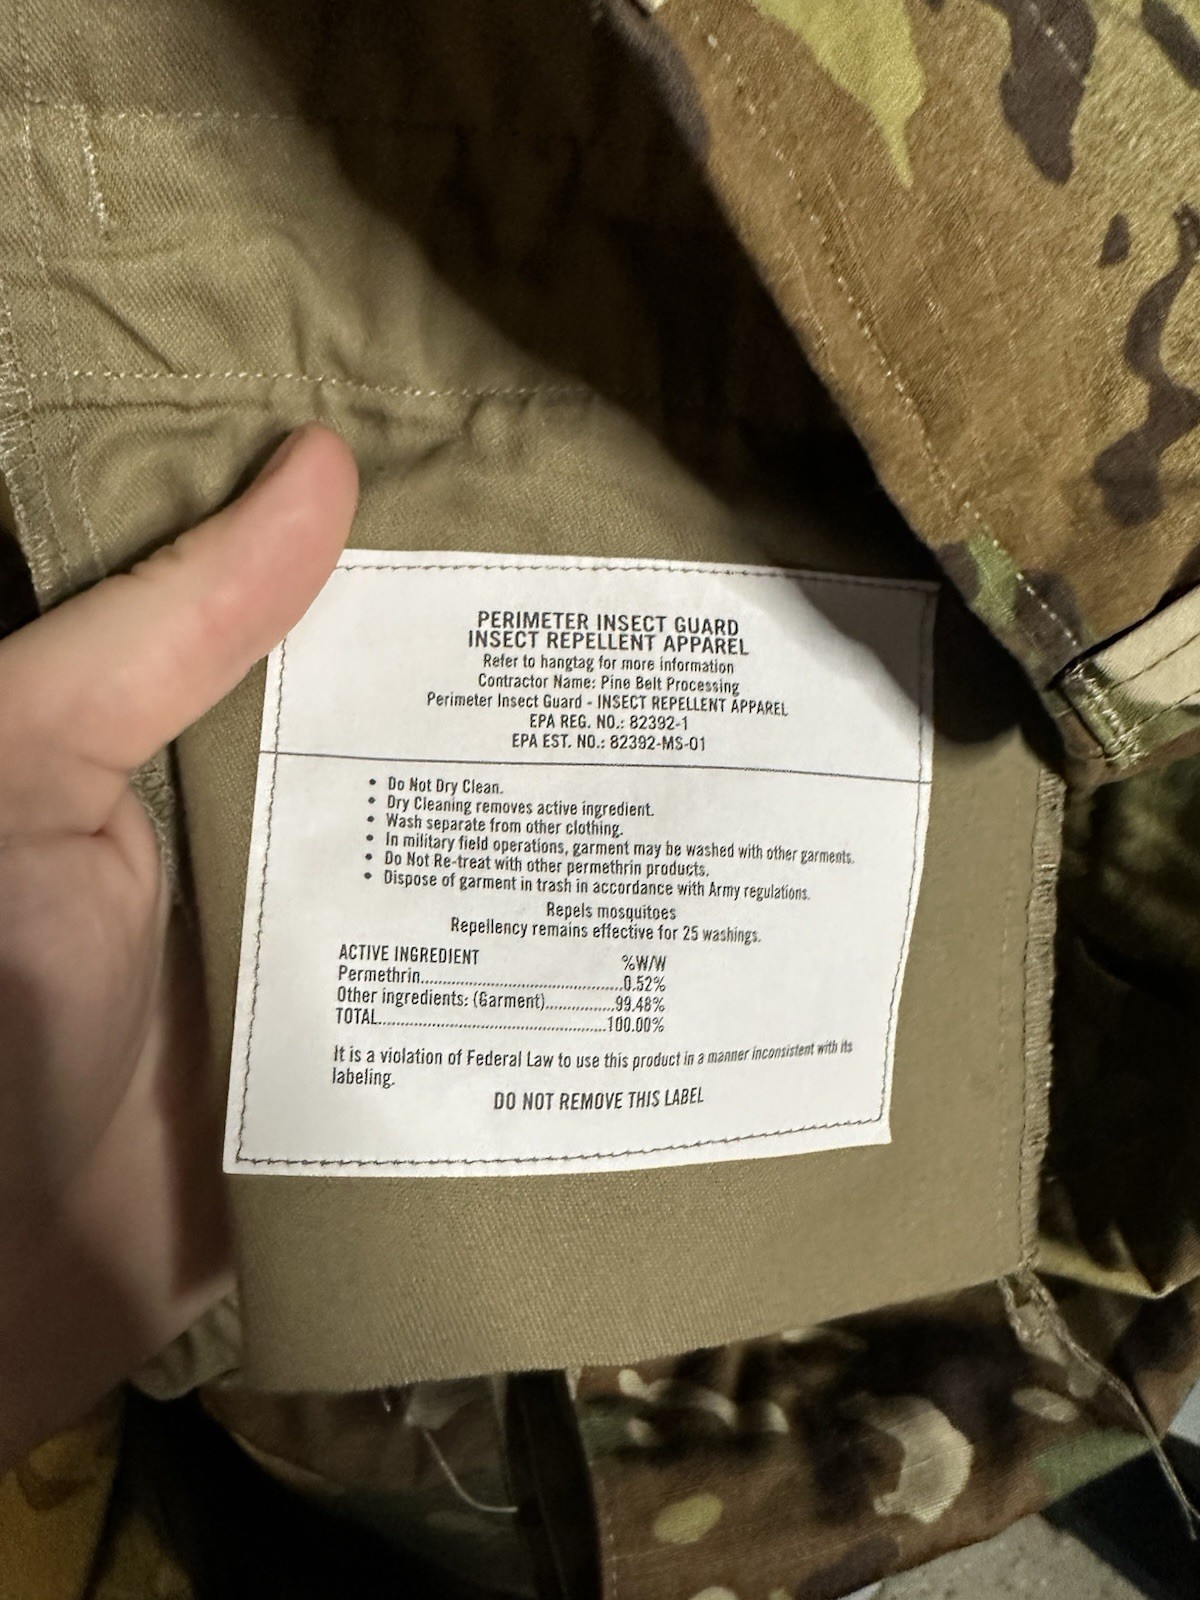 PERIMETER INSECT GUARD
INSECT REPELLENT APPAREL
Refer to hangtag for more information
Contractor Name: Pine Belt Processing
Perimeter Insect Guard - INSECT REPELLENT APPAREL
EPA REG. NO.: 82392-1
EPA EST. NO.: 82392-MS-01
• Do Not Dry Clean.
• Dry Cleaning removes active ingredient.
• Wash separate from other clothing.
• In military field operations, garment may be washed with other garments.
• Do Not Re-treat with other permethrin products.
• Dispose of garment in trash in accordance with Army regulations.
Repels mosquitoes
Repellency remains effective for 25 washings.
ACTIVE INGREDIENT %W/W
Permethrin..................................................0.52%
Other ingredients: (Garment)................99.48%
TOTAL.....................................................100.00%
It is a violation of Federal Law to use this product in a manner inconsistent with its
labeling.
DO NOT REMOVE THIS LABEL